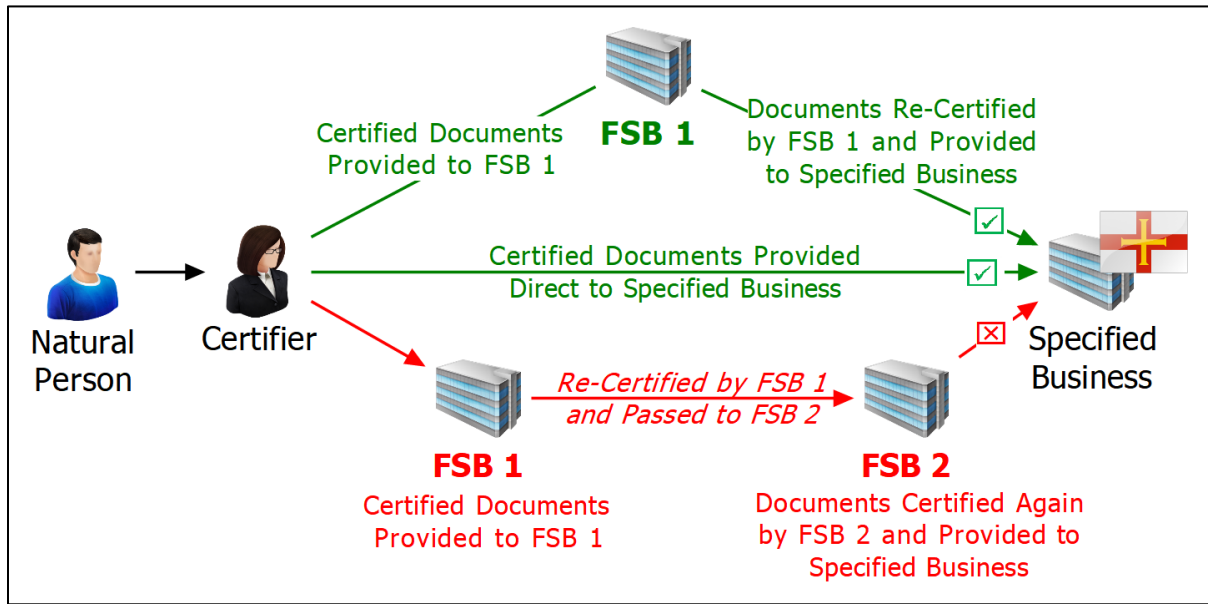 FSB 1
Certified Documents
Provided to FSB 1
Documents Re-Certified
by FSB 1 and Provided
to Specified Business
Certified Documents Provided
Direct to Specified Business
Natural
Person
Certifier
Specified
Business
Re-Certified by FSB 1
and Passed to FSB 2
FSB 1
Certified Documents
Provided to FSB 1
FSB 2
Documents Certified Again
by FSB 2 and Provided to
Specified Business